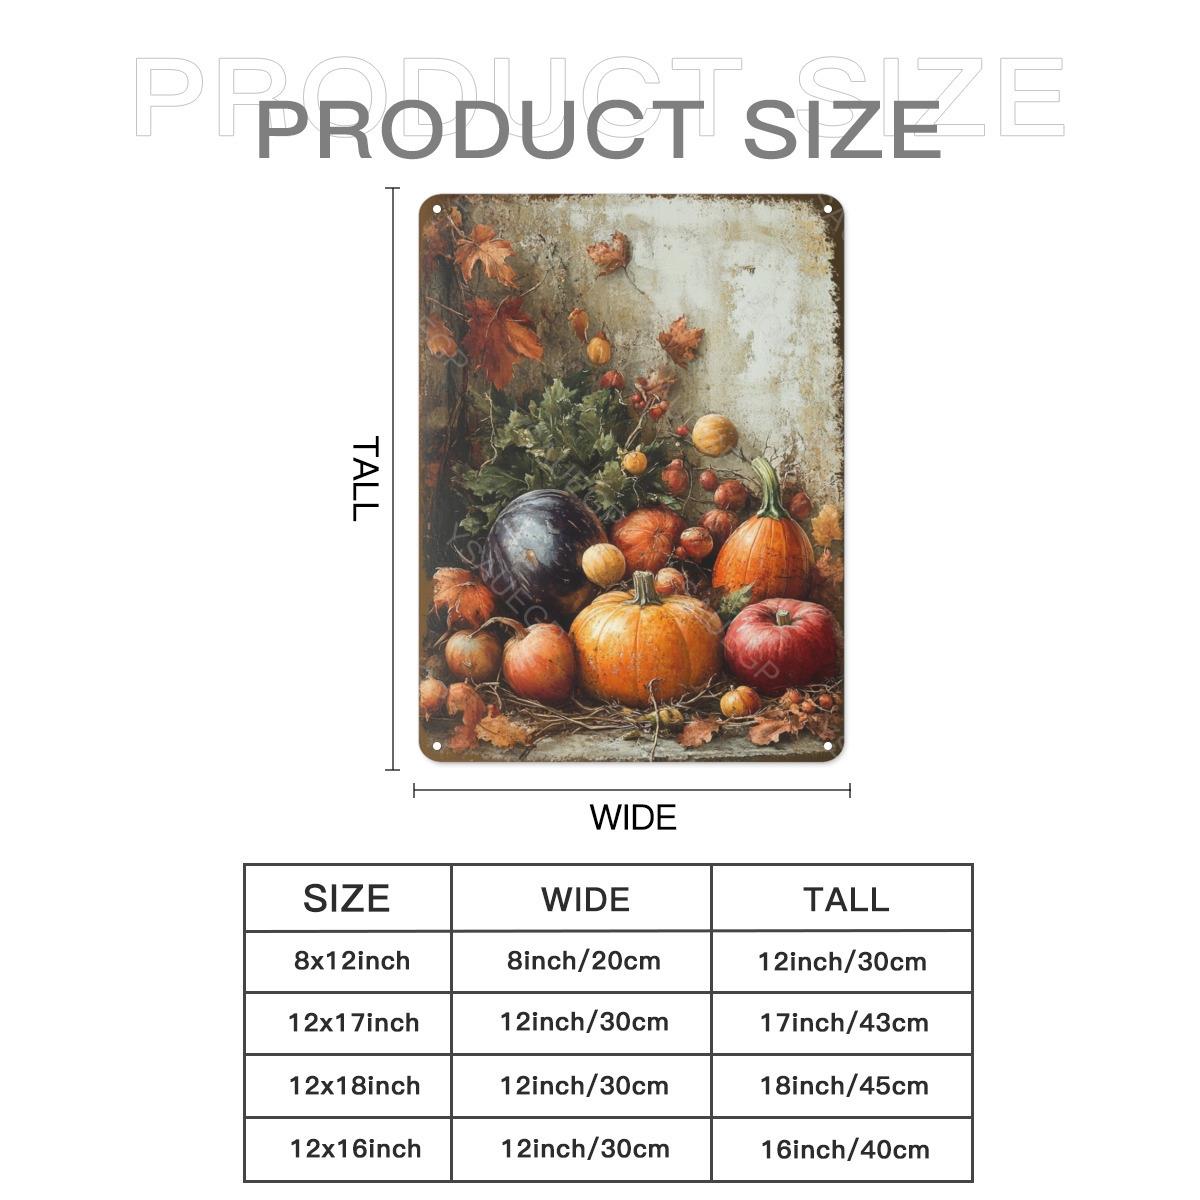 PRODUCT SIZE
PRODUCT SIZE
TALL
WIDE
SIZE WIDE TALL
8x12inch 8inch/20cm 12inch/30cm
12x17inch 12inch/30cm 17inch/43cm
12x18inch 12inch/30cm 18inch/45cm
12x16inch 12inch/30cm 16inch/40cm